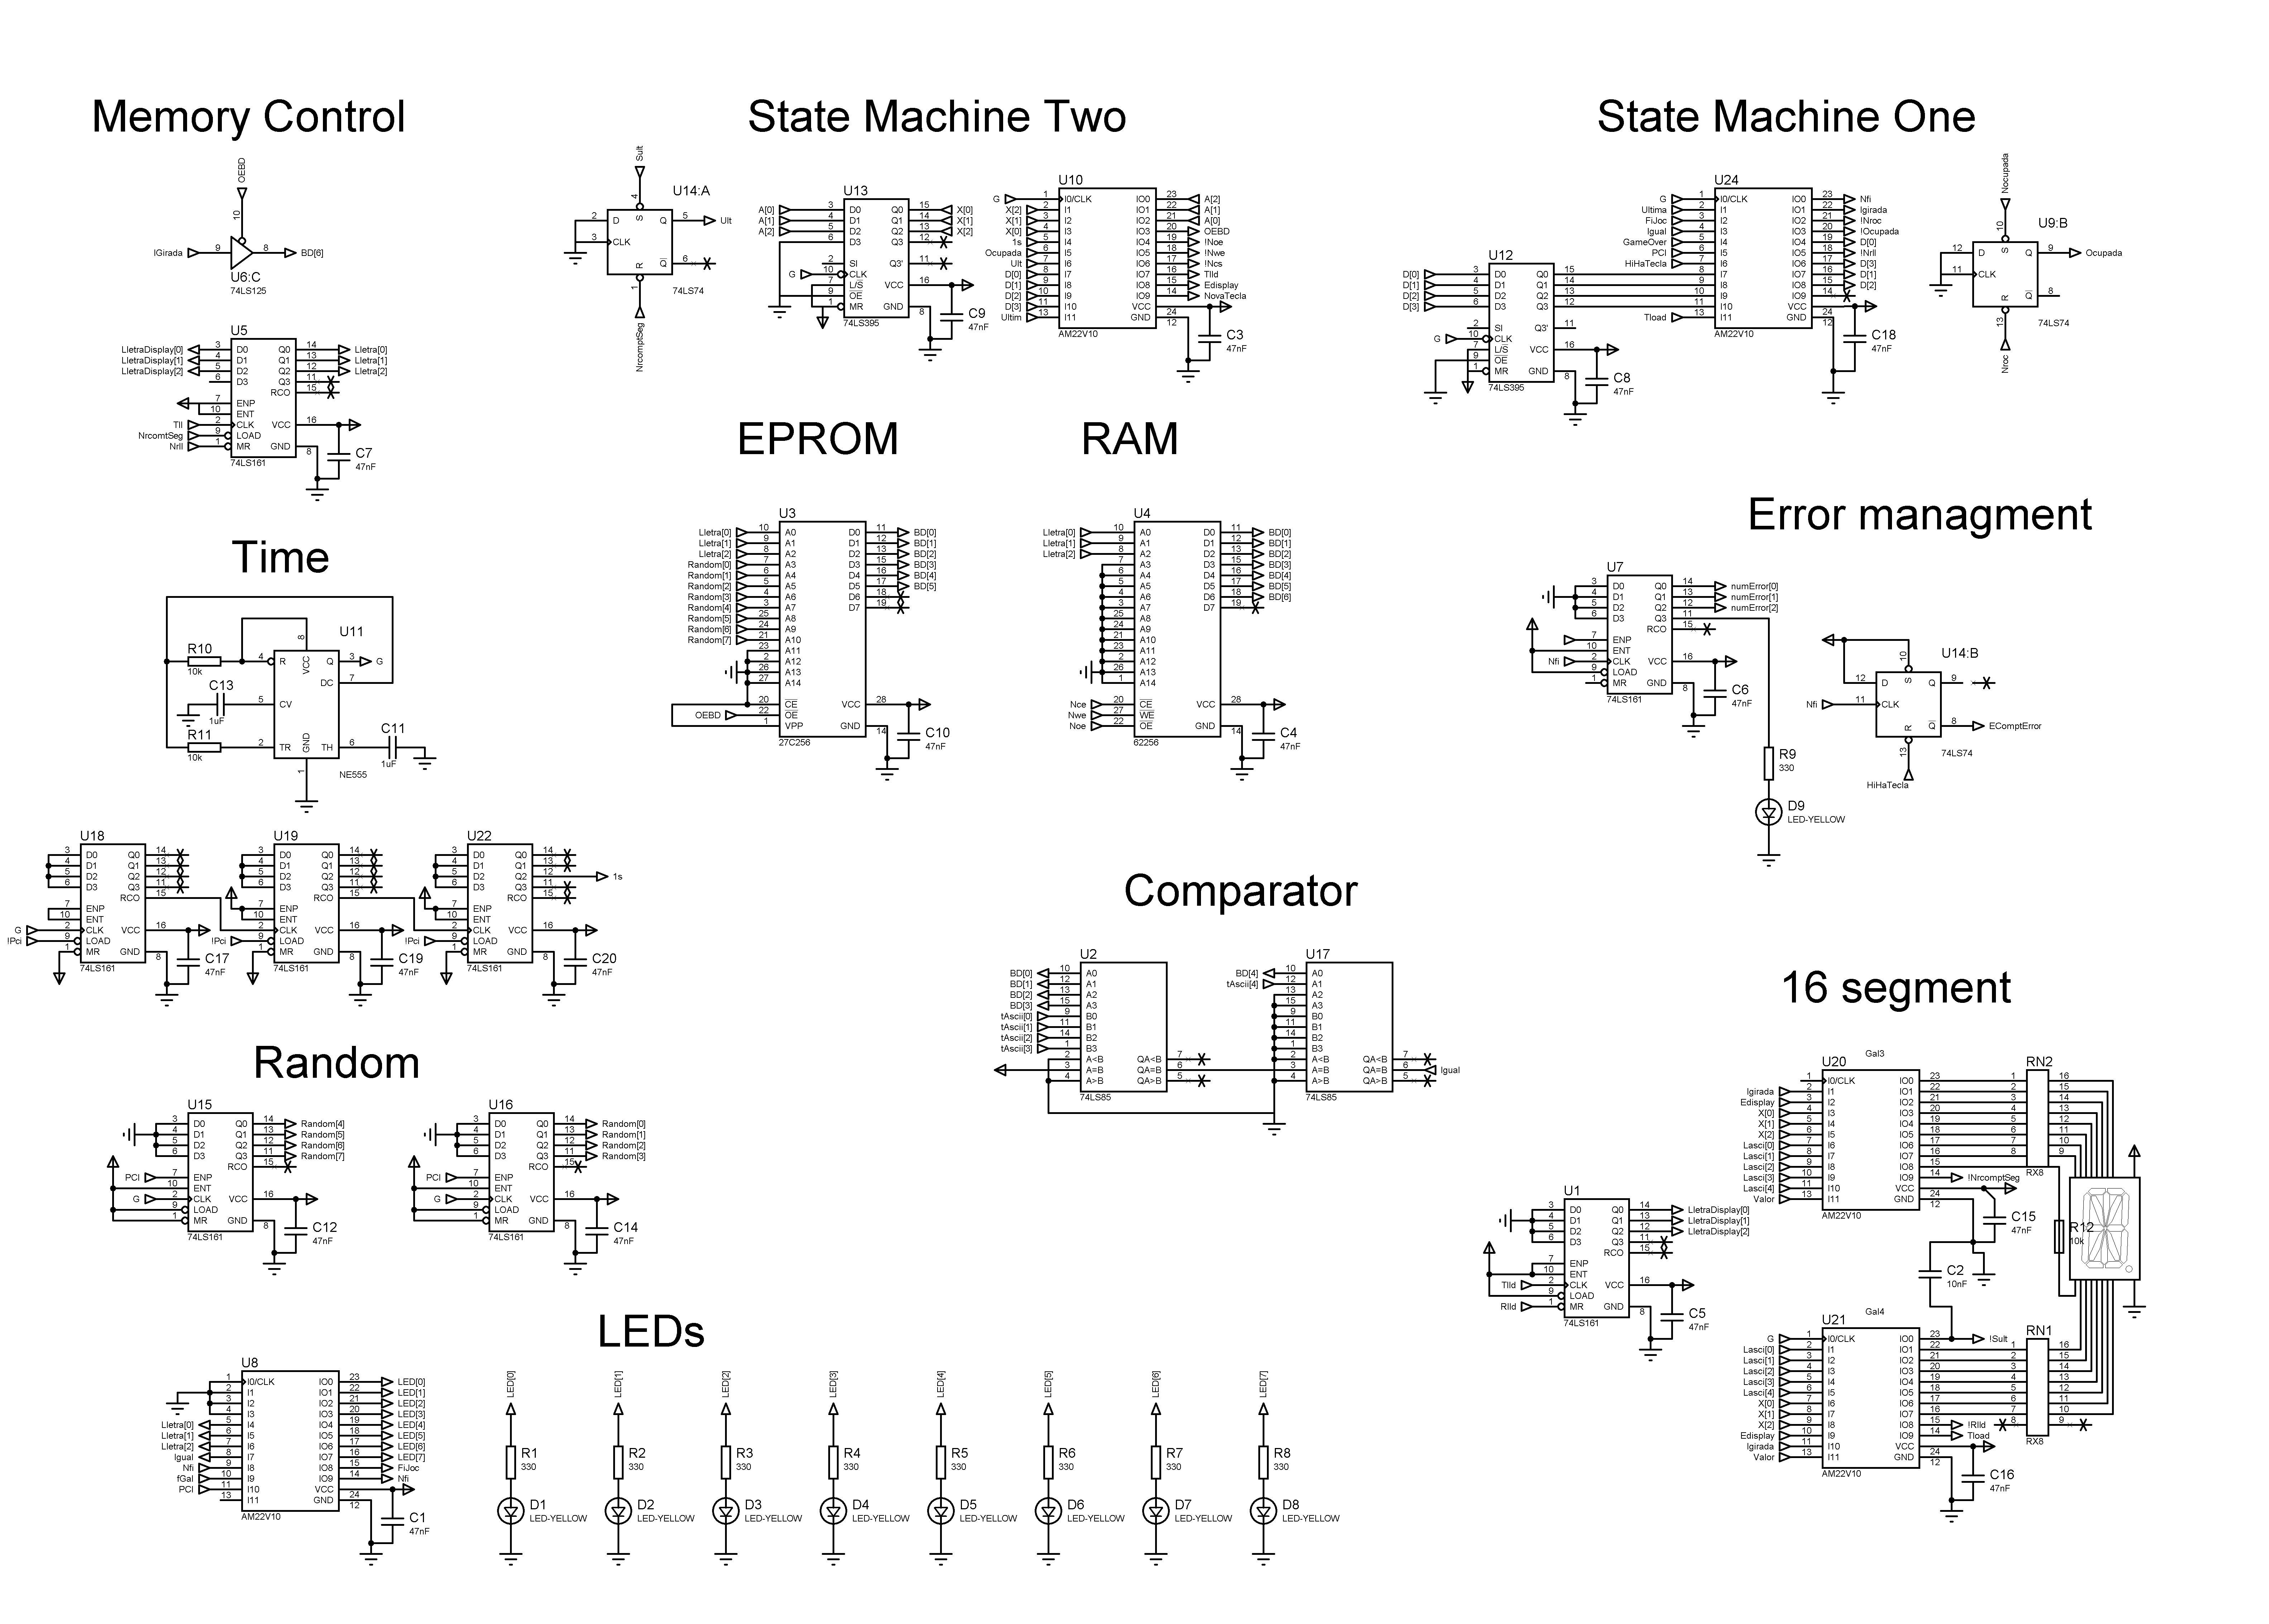 Memory Control
OEBD
10
!Girada 9 8 BD[6]
U6:C
74LS125
U5
LletraDisplay[0] 3 D0 Q0 14 Lletra[0]
LletraDisplay[1] 4 D1 Q1 13 Lletra[1]
LletraDisplay[2] 5 D2 Q2 12 Lletra[2]
6 D3 Q3 11
RCO 15
7 ENP
10 ENT
Tll 2 CLK VCC 16
NrcomtSeg 9 LOAD
Nrll 1 MR GND 8
74LS161
C7
47nF
State Machine Two
Sult
4
U14:A
2 D S Q 5 Ult
3 CLK
R Q 6
74LS74
1
NrcomptSeg
U13
A[0] 3 D0 Q0 15 X[0]
A[1] 4 D1 Q1 14 X[1]
A[2] 5 D2 Q2 13 X[2]
6 D3 Q3 12
2 SI Q3' 11
G 10 CLK
7 L/S VCC 16
9 OE
1 MR GND 8
74LS395
C9
47nF
U10
G 1 I0/CLK IO0 23 A[2]
X[2] 2 I1 IO1 22 A[1]
X[1] 3 I2 IO2 21 A[0]
X[0] 4 I3 IO3 20 OEBD
1s 5 I4 IO4 19 !Noe
Ocupada 6 I5 IO5 18 !Nwe
Ult 7 I6 IO6 17 !Ncs
D[0] 8 I7 IO7 16 Tlld
D[1] 9 I8 IO8 15 Edisplay
D[2] 10 I9 IO9 14 NovaTecla
D[3] 11 I10 VCC 24
Ultim 13 I11 GND 12
AM22V10
C3
47nF
State Machine One
U12
D[0] 3 D0 Q0 15
D[1] 4 D1 Q1 14
D[2] 5 D2 Q2 13
D[3] 6 D3 Q3 12
2 SI Q3' 11
G 10 CLK
7 L/S VCC 16
9 OE
1 MR GND 8
74LS395
C8
47nF
U24
G 1 I0/CLK IO0 23 Nfi
Ultima 2 I1 IO1 22 Igirada
FiJoc 3 I2 IO2 21 !Nroc
Igual 4 I3 IO3 20 !Ocupada
GameOver 5 I4 IO4 19 D[0]
PCI 6 I5 IO5 18 !Nrll
HiHaTecla 7 I6 IO6 17 D[3]
8 I7 IO7 16 D[1]
9 I8 IO8 15 D[2]
10 I9 IO9 14
11 I10 VCC 24
Tload 13 I11 GND 12
AM22V10
C18
47nF
Nocupada
10
U9:B
12 D S Q 9 Ocupada
11 CLK
R Q 8
74LS74
13
Nroc
EPROM
U3
Lletra[0] 10 A0 D0 11 BD[0]
Lletra[1] 9 A1 D1 12 BD[1]
Lletra[2] 8 A2 D2 13 BD[2]
Random[0] 7 A3 D3 15 BD[3]
Random[1] 6 A4 D4 16 BD[4]
Random[2] 5 A5 D5 17 BD[5]
Random[3] 4 A6 D6 18
Random[4] 3 A7 D7 19
Random[5] 25 A8
Random[6] 24 A9
Random[7] 21 A10
23 A11
2 A12
26 A13
27 A14
20 CE VCC 28
OEBD 22 OE
1 VPP GND 14
27C256
C10
47nF
RAM
U4
Lletra[0] 10 A0 D0 11 BD[0]
Lletra[1] 9 A1 D1 12 BD[1]
Lletra[2] 8 A2 D2 13 BD[2]
7 A3 D3 15 BD[3]
6 A4 D4 16 BD[4]
5 A5 D5 17 BD[5]
4 A6 D6 18 BD[6]
3 A7 D7 19
25 A8
24 A9
21 A10
23 A11
2 A12
26 A13
1 A14
Nce 20 CE VCC 28
Nwe 27 WE
Noe 22 OE GND 14
62256
C4
47nF
Error managment
U7
3 D0 Q0 14 numError[0]
4 D1 Q1 13 numError[1]
5 D2 Q2 12 numError[2]
6 D3 Q3 11
RCO 15
7 ENP
10 ENT
Nfi 2 CLK VCC 16
9 LOAD
1 MR GND 8
74LS161
C6
47nF
R9
330
D9
LED-YELLOW
10
U14:B
12 D S Q 9
Nfi 11 CLK
R Q 8 EComptError
74LS74
13
HiHaTecla
Time
U11
8
R10
10k
4 R VCC Q 3 G
DC 7
C13
1uF
5 CV
R11
10k
2 TR GND TH 6
C11
1uF
1
NE555
U18
3 D0 Q0 14
4 D1 Q1 13
5 D2 Q2 12
6 D3 Q3 11
RCO 15
7 ENP
10 ENT
G 2 CLK VCC 16
!Pci 9 LOAD
1 MR GND 8
74LS161
C17
47nF
U19
3 D0 Q0 14
4 D1 Q1 13
5 D2 Q2 12
6 D3 Q3 11
RCO 15
7 ENP
10 ENT
2 CLK VCC 16
!Pci 9 LOAD
1 MR GND 8
74LS161
C19
47nF
U22
3 D0 Q0 14
4 D1 Q1 13
5 D2 Q2 12 1s
6 D3 Q3 11
RCO 15
7 ENP
10 ENT
2 CLK VCC 16
!Pci 9 LOAD
1 MR GND 8
74LS161
C20
47nF
Comparator
U2
BD[0] 10 A0
BD[1] 12 A1
BD[2] 13 A2
BD[3] 15 A3
tAscii[0] 9 B0
tAscii[1] 11 B1
tAscii[2] 14 B2
tAscii[3] 1 B3
2 A<B QA<B 7
3 A=B QA=B 6
4 A>B QA>B 5
74LS85
U17
BD[4] 10 A0
tAscii[4] 12 A1
13 A2
15 A3
9 B0
11 B1
14 B2
1 B3
2 A<B QA<B 7
3 A=B QA=B 6 Igual
4 A>B QA>B 5
74LS85
Random
U15
3 D0 Q0 14 Random[4]
4 D1 Q1 13 Random[5]
5 D2 Q2 12 Random[6]
6 D3 Q3 11 Random[7]
RCO 15
PCI 7 ENP
10 ENT
G 2 CLK VCC 16
9 LOAD
1 MR GND 8
74LS161
C12
47nF
U16
3 D0 Q0 14 Random[0]
4 D1 Q1 13 Random[1]
5 D2 Q2 12 Random[2]
6 D3 Q3 11 Random[3]
RCO 15
PCI 7 ENP
10 ENT
G 2 CLK VCC 16
9 LOAD
1 MR GND 8
74LS161
C14
47nF
16 segment
U1
3 D0 Q0 14 LletraDisplay[0]
4 D1 Q1 13 LletraDisplay[1]
5 D2 Q2 12 LletraDisplay[2]
6 D3 Q3 11
RCO 15
7 ENP
10 ENT
Tlld 2 CLK VCC 16
9 LOAD
Rlld 1 MR GND 8
74LS161
C5
47nF
U20
Gal3
1 I0/CLK IO0 23
Igirada 2 I1 IO1 22
Edisplay 3 I2 IO2 21
X[0] 4 I3 IO3 20
X[1] 5 I4 IO4 19
X[2] 6 I5 IO5 18
Lasci[0] 7 I6 IO6 17
Lasci[1] 8 I7 IO7 16
Lasci[2] 9 I8 IO8 15
Lasci[3] 10 I9 IO9 14 !NrcomptSeg
Lasci[4] 11 I10 VCC 24
Valor 13 I11 GND 12
AM22V10
RN2
1 16
2 15
3 14
4 13
5 12
6 11
7 10
8 9
RX8
C15
47nF
R12
10k
C2
10nF
Gal4
U21
G 1 I0/CLK IO0 23 !Sult
Lasci[0] 2 I1 IO1 22
Lasci[1] 3 I2 IO2 21
Lasci[2] 4 I3 IO3 20
Lasci[3] 5 I4 IO4 19
Lasci[4] 6 I5 IO5 18
X[0] 7 I6 IO6 17
X[1] 8 I7 IO7 16
X[2] 9 I8 IO8 15 !Rlld
Edisplay 10 I9 IO9 14 Tload
Igirada 11 I10 VCC 24
Valor 13 I11 GND 12
AM22V10
RN1
1 16
2 15
3 14
4 13
5 12
6 11
7 10
8 9
RX8
C16
47nF
LEDs
U8
1 I0/CLK IO0 23 LED[0]
2 I1 IO1 22 LED[1]
3 I2 IO2 21 LED[2]
4 I3 IO3 20 LED[3]
Lletra[0] 5 I4 IO4 19 LED[4]
Lletra[1] 6 I5 IO5 18 LED[5]
Lletra[2] 7 I6 IO6 17 LED[6]
Igual 8 I7 IO7 16 LED[7]
Nfi 9 I8 IO8 15 FiJoc
fGal 10 I9 IO9 14 Nfi
PCI 11 I10 VCC 24
13 I11 GND 12
AM22V10
C1
47nF
LED[0] LED[1] LED[2] LED[3] LED[4] LED[5] LED[6] LED[7]
R1 R2 R3 R4 R5 R6 R7 R8
330 330 330 330 330 330 330 330
D1 D2 D3 D4 D5 D6 D7 D8
LED-YELLOW LED-YELLOW LED-YELLOW LED-YELLOW LED-YELLOW LED-YELLOW LED-YELLOW LED-YELLOW